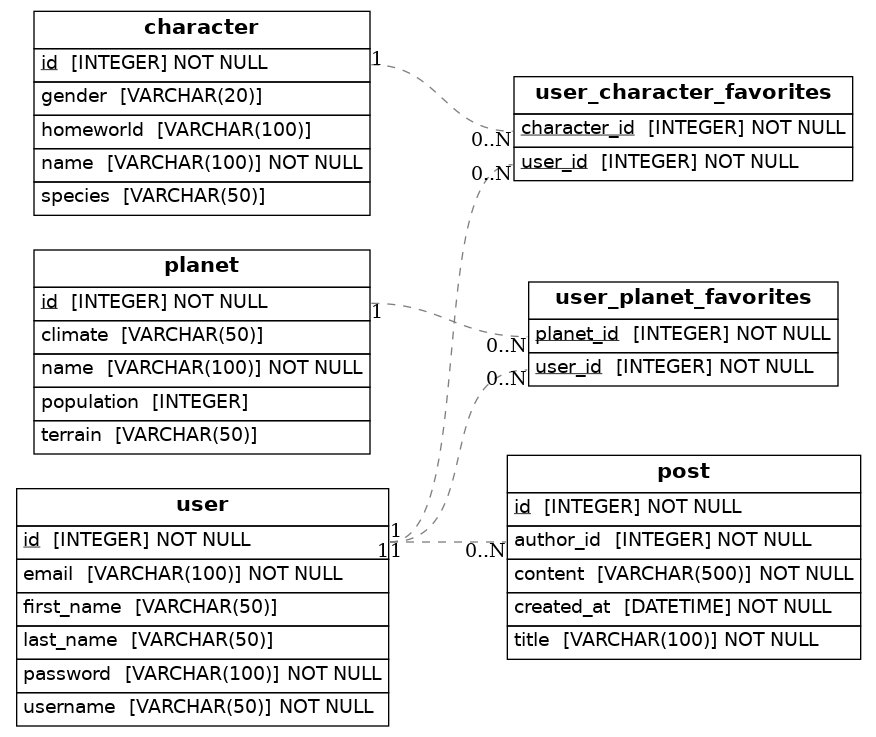 character
id [INTEGER] NOT NULL
gender [VARCHAR(20)]
homeworld [VARCHAR(100)]
name [VARCHAR(100)] NOT NULL
species [VARCHAR(50)]
1
0..N
user_character_favorites
character_id [INTEGER] NOT NULL
user_id [INTEGER] NOT NULL
0..N
planet
id [INTEGER] NOT NULL
climate [VARCHAR(50)]
name [VARCHAR(100)] NOT NULL
population [INTEGER]
terrain [VARCHAR(50)]
1
0..N
user_planet_favorites
planet_id [INTEGER] NOT NULL
user_id [INTEGER] NOT NULL
0..N
user
id [INTEGER] NOT NULL
email [VARCHAR(100)] NOT NULL
first_name [VARCHAR(50)]
last_name [VARCHAR(50)]
password [VARCHAR(100)] NOT NULL
username [VARCHAR(50)] NOT NULL
1
11
0..N
post
id [INTEGER] NOT NULL
author_id [INTEGER] NOT NULL
content [VARCHAR(500)] NOT NULL
created_at [DATETIME] NOT NULL
title [VARCHAR(100)] NOT NULL